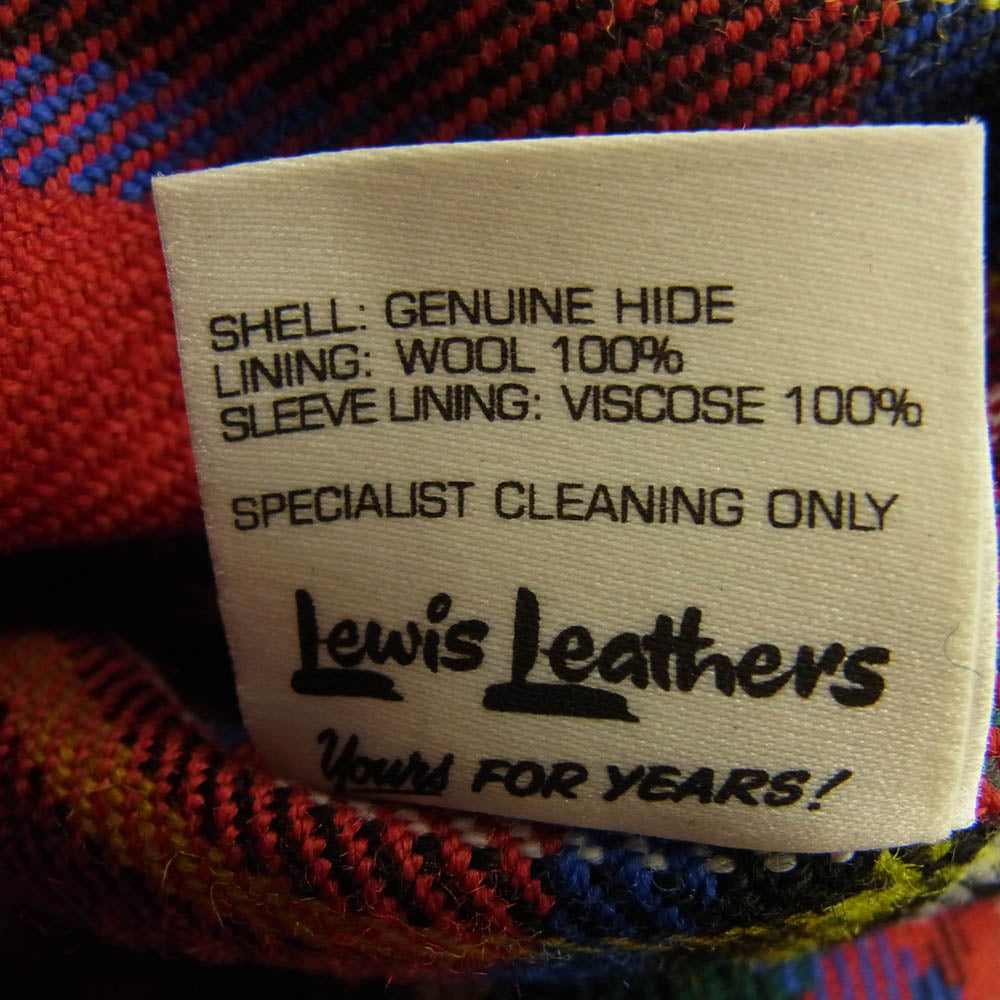 SHELL: GENUINE HIDE
LINING: WOOL 100%
SLEEVE LINING: VISCOSE 100%
SPECIALIST CLEANING ONLY
Lewis Leathers
Yours FOR YEARS!